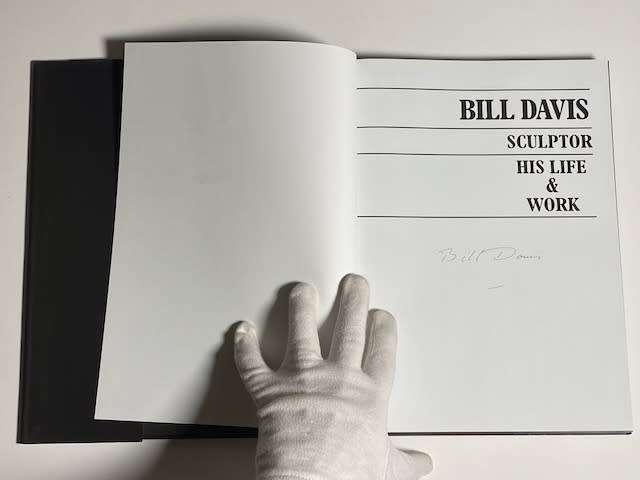 BILL DAVIS
SCULPTOR
HIS LIFE
&
WORK
Bill Davis